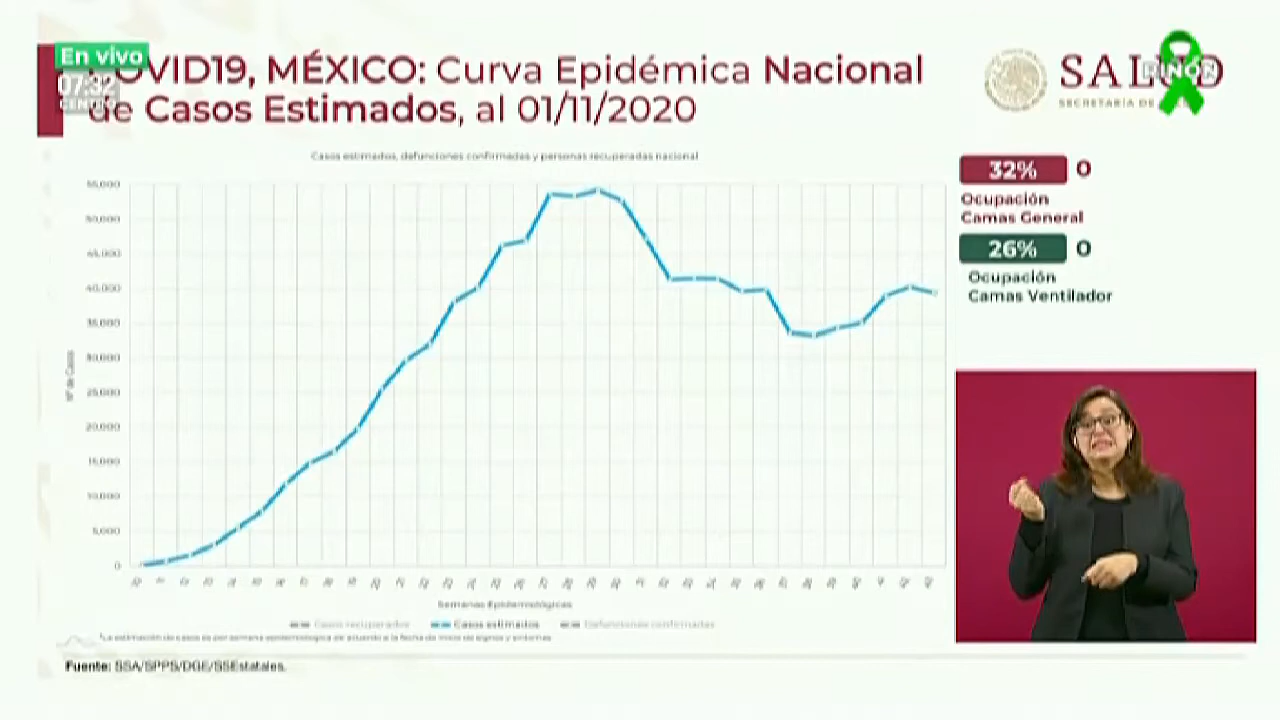 En vivo
07:32
CENTRO
COVID19, MÉXICO: Curva Epidémica Nacional
de Casos Estimados, al 01/11/2020
SALUD
SECRETARÍA DE
Casos estimados, defunciones confirmadas y personas recuperadas nacional
32% 0
Ocupación
Camas General
26% 0
Ocupación
Camas Ventilador
55,000
50,000
45,000
40,000
35,000
30,000
25,000
20,000
15,000
10,000
5,000
0
N° de Casos
Semanas Epidemiológicas
Casos recuperados Casos estimados Defunciones confirmadas
Fuente: SSA/SPPS/DGE/SSEstatales.